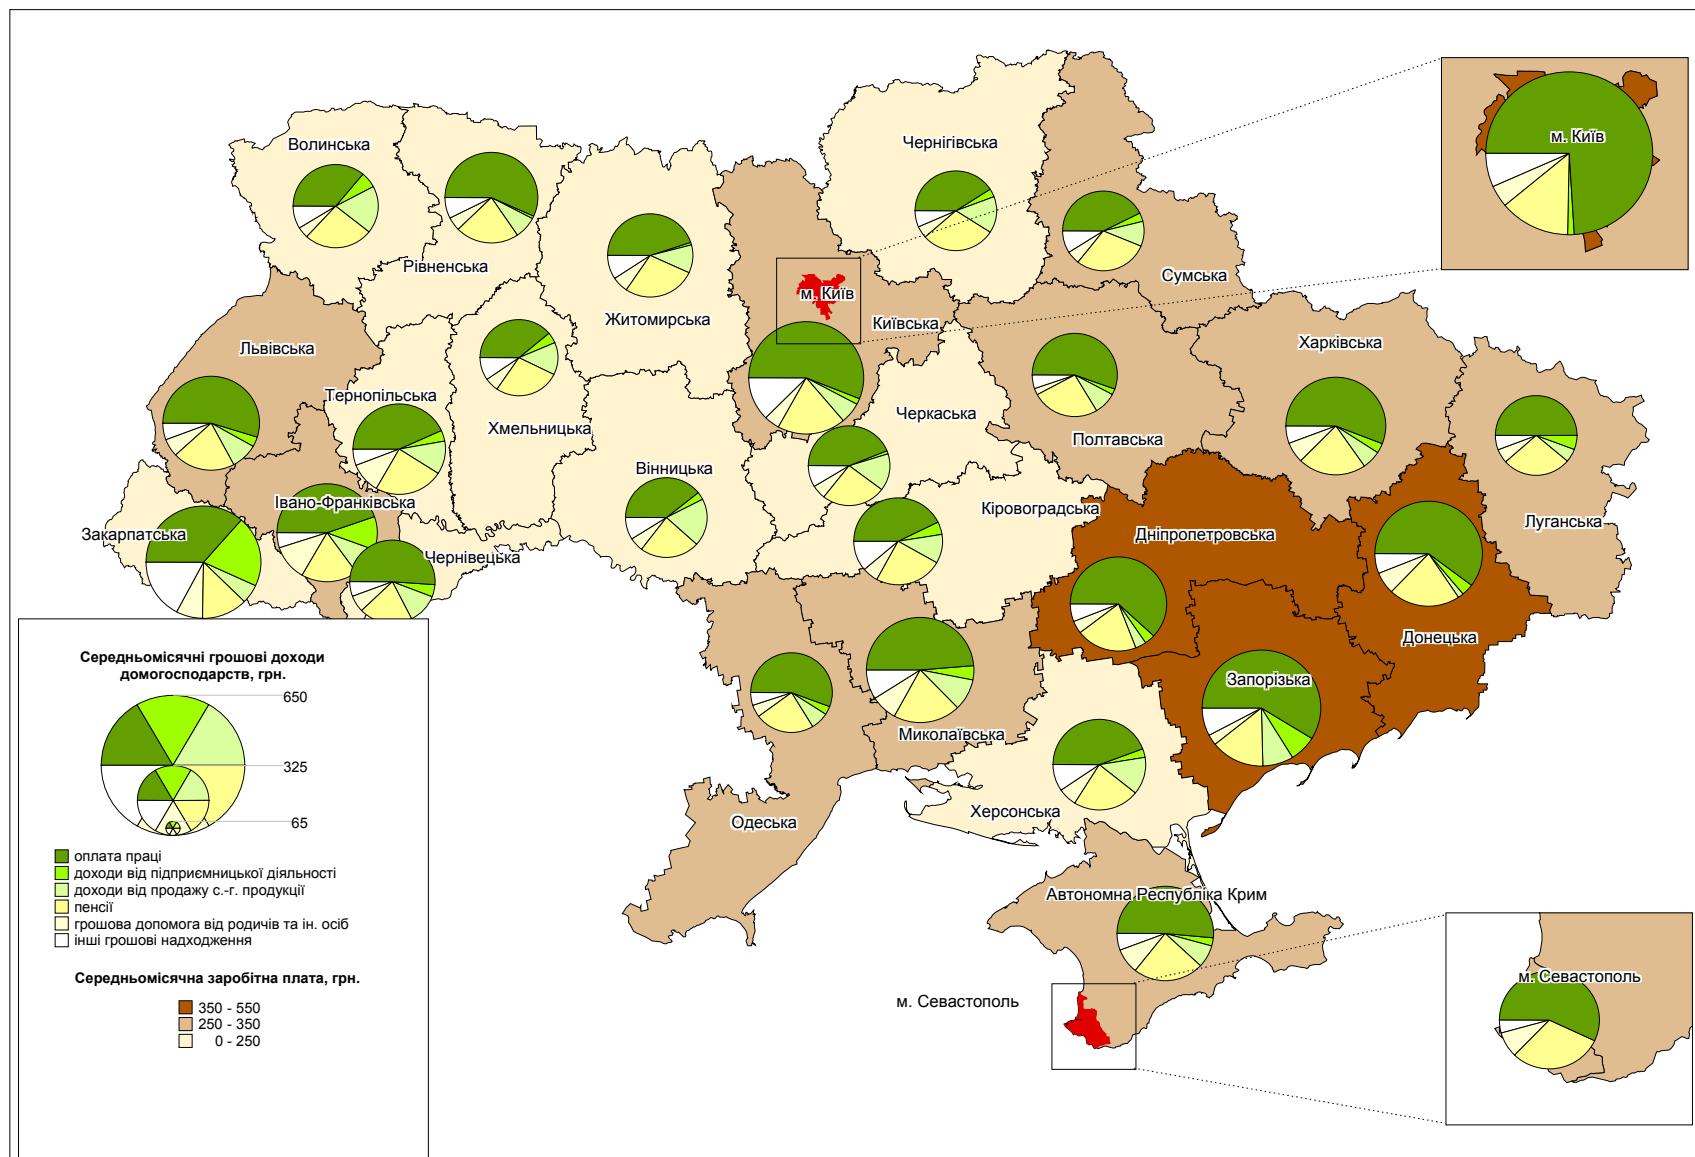 Волинська
Рівненська
Житомирська
Чернігівська
Сумська
м. Київ
м. Київ
Київська
Львівська
Тернопільська
Хмельницька
Вінницька
Черкаська
Полтавська
Харківська
Луганська
Івано-Франківська
Закарпатська
Чернівецька
Кіровоградська
Дніпропетровська
Донецька
Запорізька
Миколаївська
Одеська
Херсонська
Автономна Республіка Крим
м. Севастополь
м. Севастополь
Середньомісячні грошові доходи
домогосподарств, грн.
650
325
65
оплата праці
доходи від підприємницької діяльності
доходи від продажу с.-г. продукції
пенсії
грошова допомога від родичів та ін. осіб
інші грошові надходження
Середньомісячна заробітна плата, грн.
350 - 550
250 - 350
0 - 250